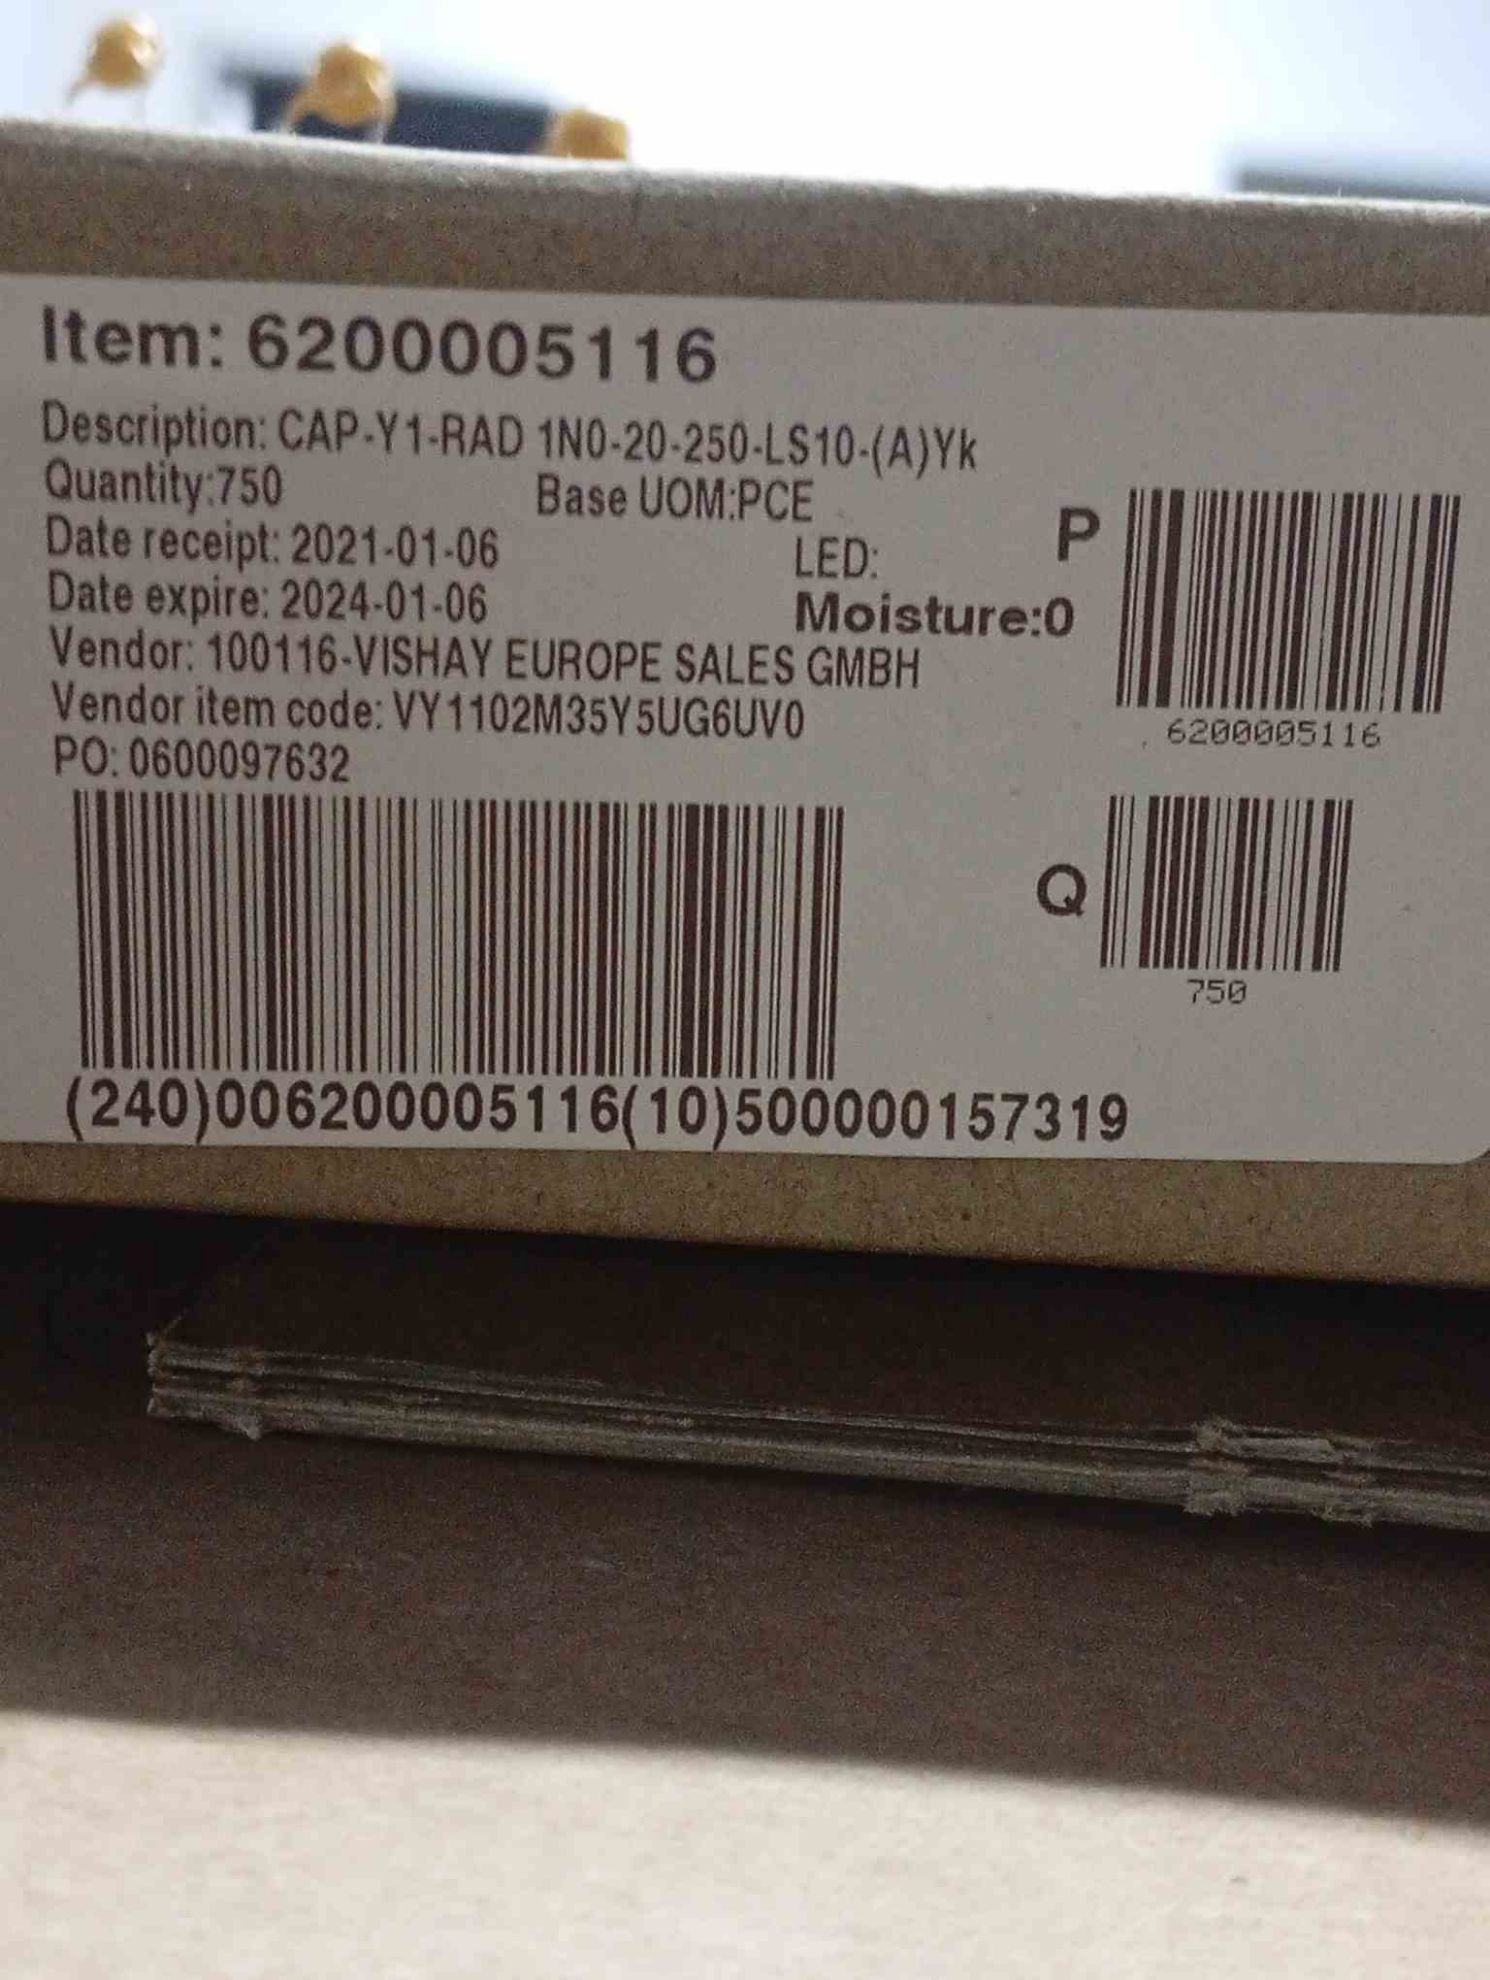 Item: 6200005116
Description: CAP-Y1-RAD 1N0-20-250-LS10-(A)Yk
Quantity:750 Base UOM:PCE
Date receipt: 2021-01-06 LED:
Date expire: 2024-01-06 Moisture:0
Vendor: 100116-VISHAY EUROPE SALES GMBH
Vendor item code: VY1102M35Y5UG6UV0
PO: 0600097632
(240)006200005116(10)500000157319
P
6200005116
Q
750